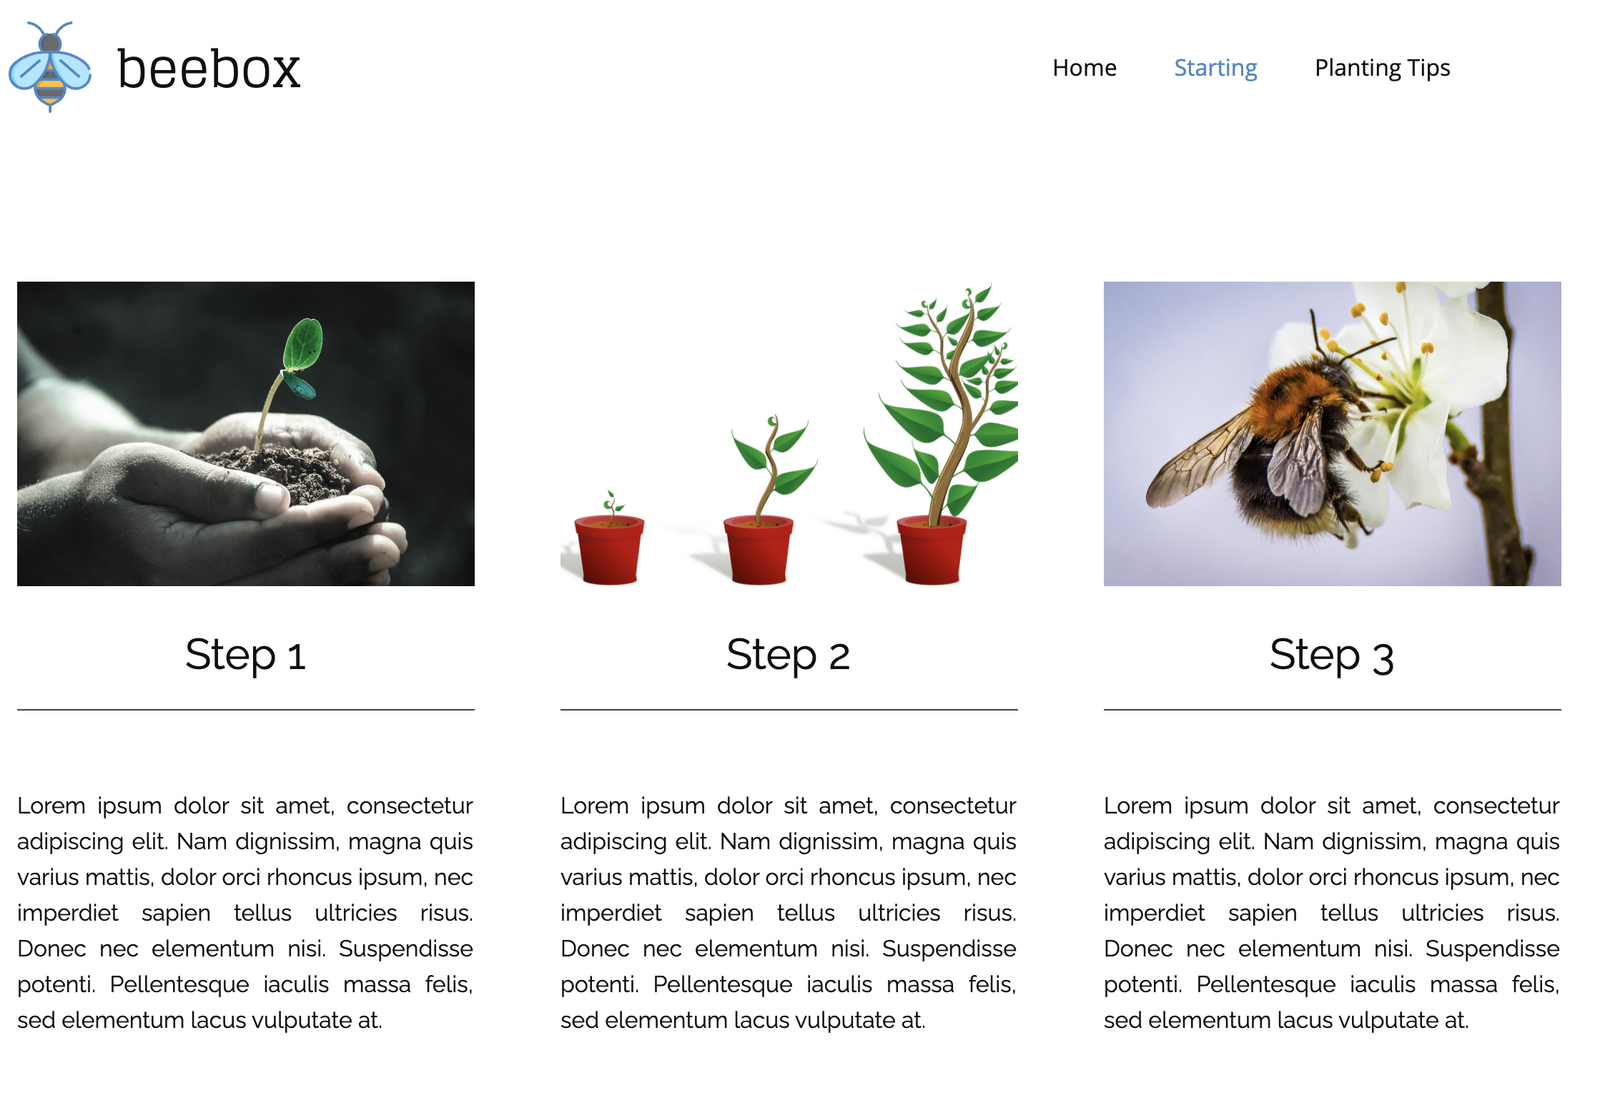 beebox
Home Starting Planting Tips
Step 1
Lorem ipsum dolor sit amet, consectetur
adipiscing elit. Nam dignissim, magna quis
varius mattis, dolor orci rhoncus ipsum, nec
imperdiet sapien tellus ultricies risus.
Donec nec elementum nisi. Suspendisse
potenti. Pellentesque iaculis massa felis,
sed elementum lacus vulputate at.
Step 2
Lorem ipsum dolor sit amet, consectetur
adipiscing elit. Nam dignissim, magna quis
varius mattis, dolor orci rhoncus ipsum, nec
imperdiet sapien tellus ultricies risus.
Donec nec elementum nisi. Suspendisse
potenti. Pellentesque iaculis massa felis,
sed elementum lacus vulputate at.
Step 3
Lorem ipsum dolor sit amet, consectetur
adipiscing elit. Nam dignissim, magna quis
varius mattis, dolor orci rhoncus ipsum, nec
imperdiet sapien tellus ultricies risus.
Donec nec elementum nisi. Suspendisse
potenti. Pellentesque iaculis massa felis,
sed elementum lacus vulputate at.